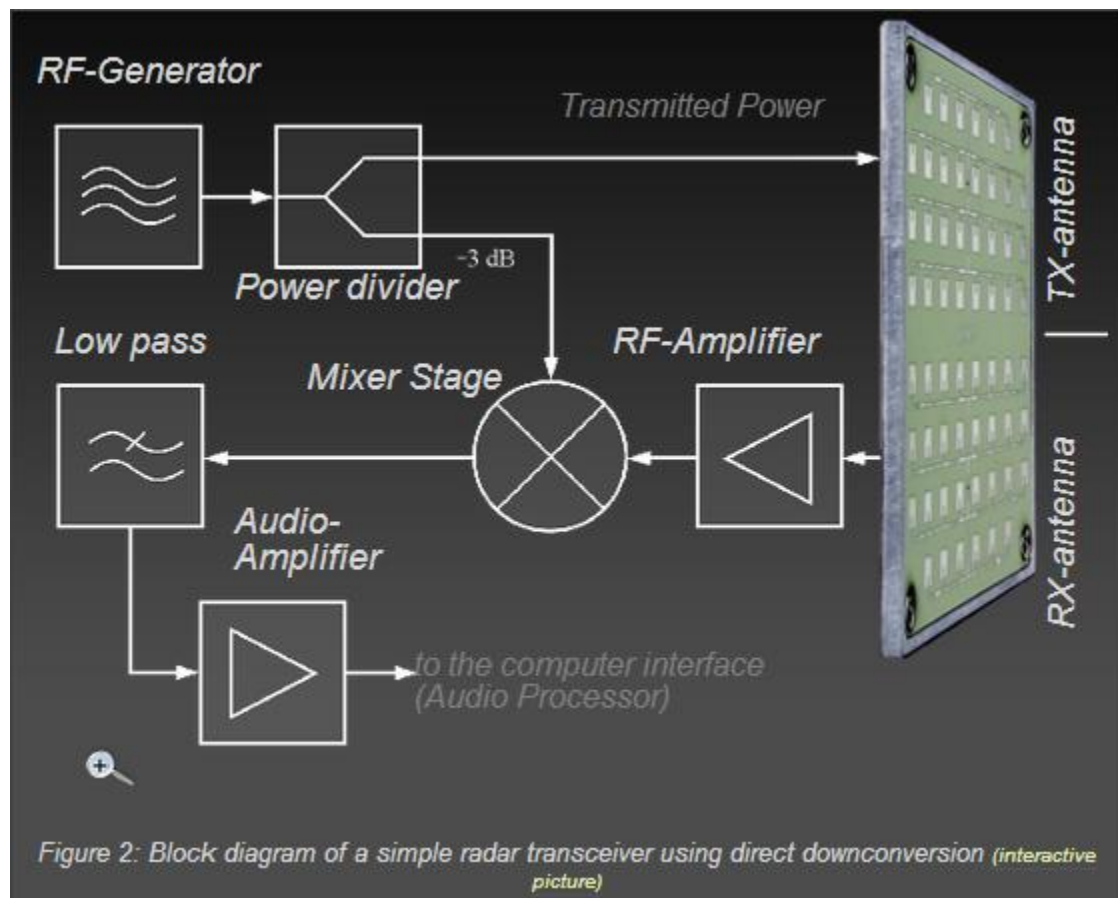 RF-Generator
Transmitted Power
TX-antenna
-3 dB
Power divider
Low pass
Mixer Stage
RF-Amplifier
RX-antenna
Audio-
Amplifier
to the computer interface
(Audio Processor)
Figure 2: Block diagram of a simple radar transceiver using direct downconversion (interactive
picture)